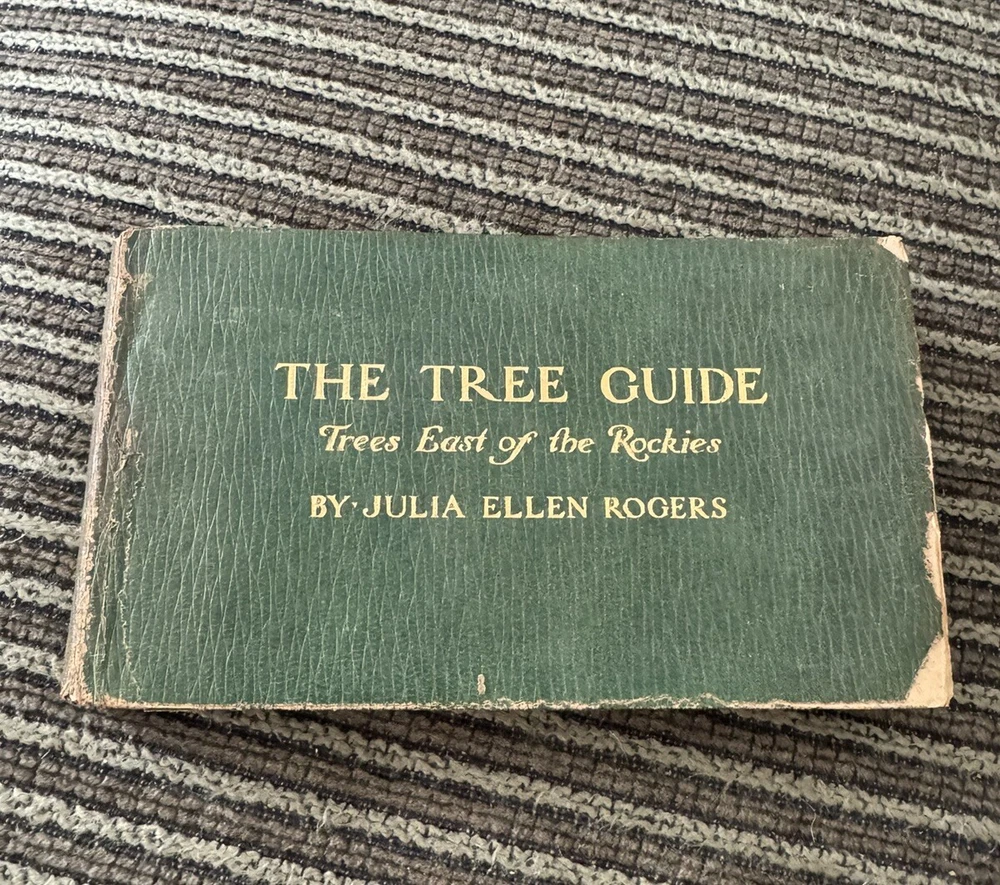 THE TREE GUIDE
Trees East of the Rockies
BY JULIA ELLEN ROGERS